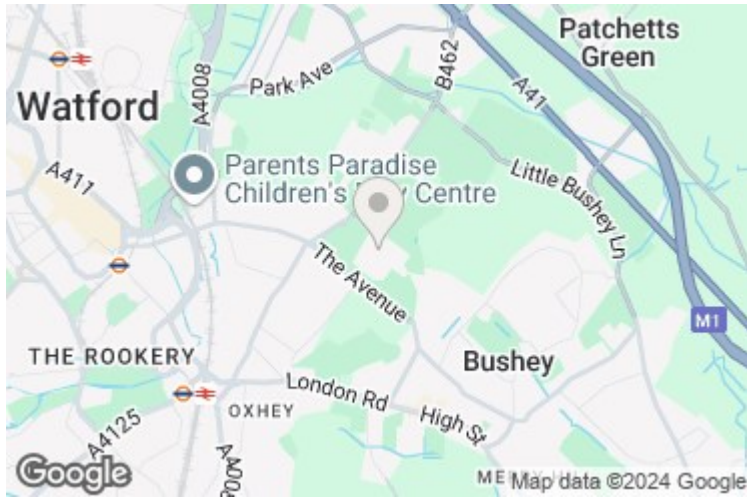 Patchetts
Green
B462
A41
Park Ave
A4008
Watford
Parents Paradise
Children's Centre
A411
Little Bushey Ln
The Avenue
M1
THE ROOKERY
Bushey
London Rd
OXHEY
High St
A4125
A4008
Google
Map data ©2024 Google